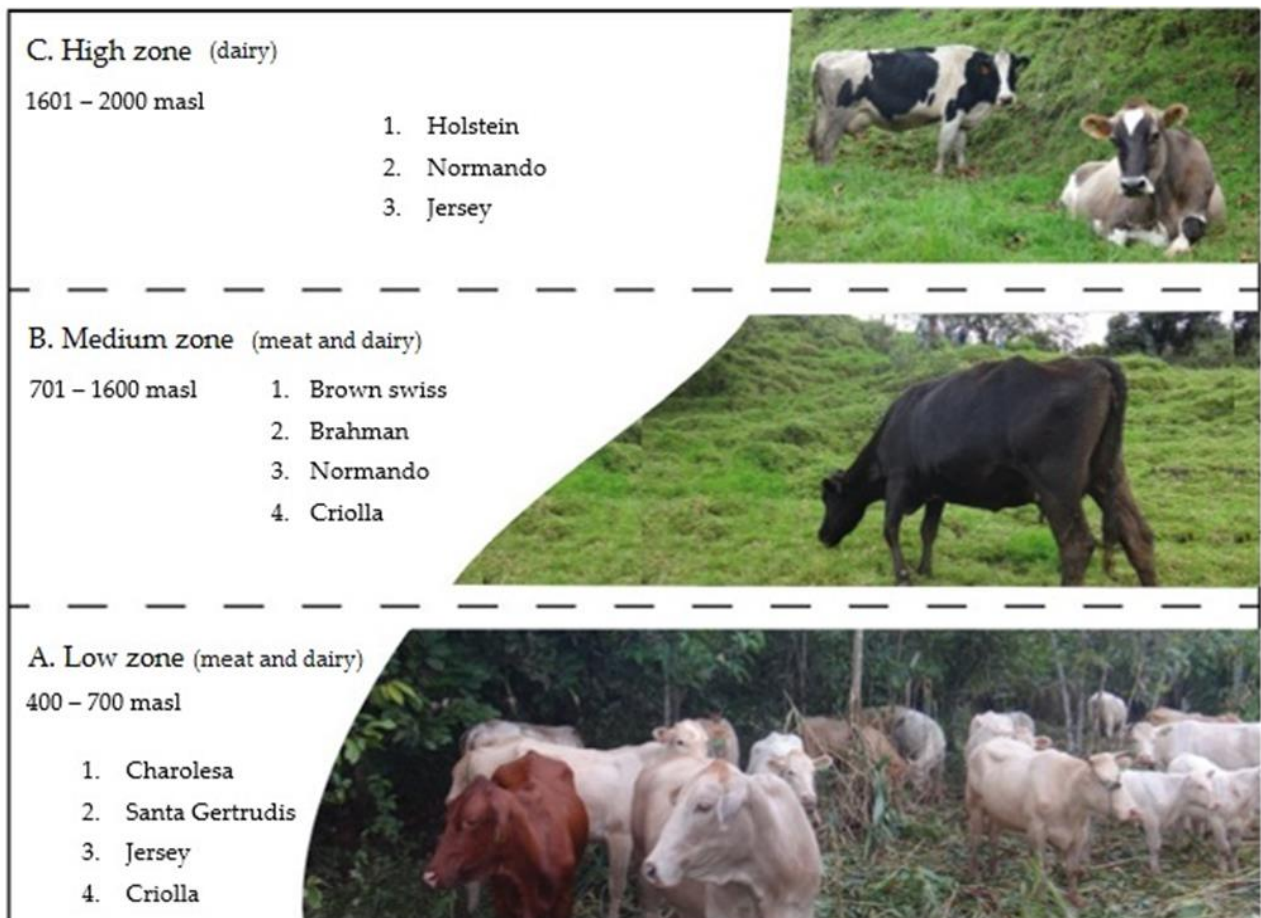 C. High zone (dairy)
1601 – 2000 masl
1. Holstein
2. Normando
3. Jersey
B. Medium zone (meat and dairy)
701 – 1600 masl
1. Brown swiss
2. Brahman
3. Normando
4. Criolla
A. Low zone (meat and dairy)
400 – 700 masl
1. Charolesa
2. Santa Gertrudis
3. Jersey
4. Criolla